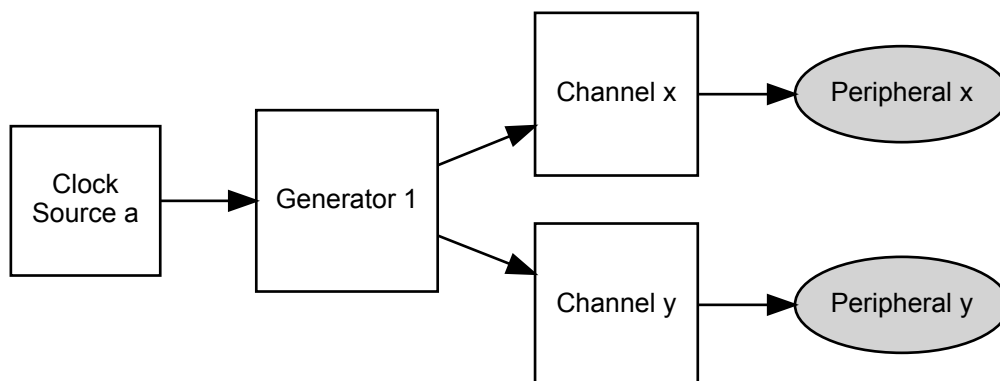 Clock
Source a
Generator 1
Channel x
Peripheral x
Channel y
Peripheral y